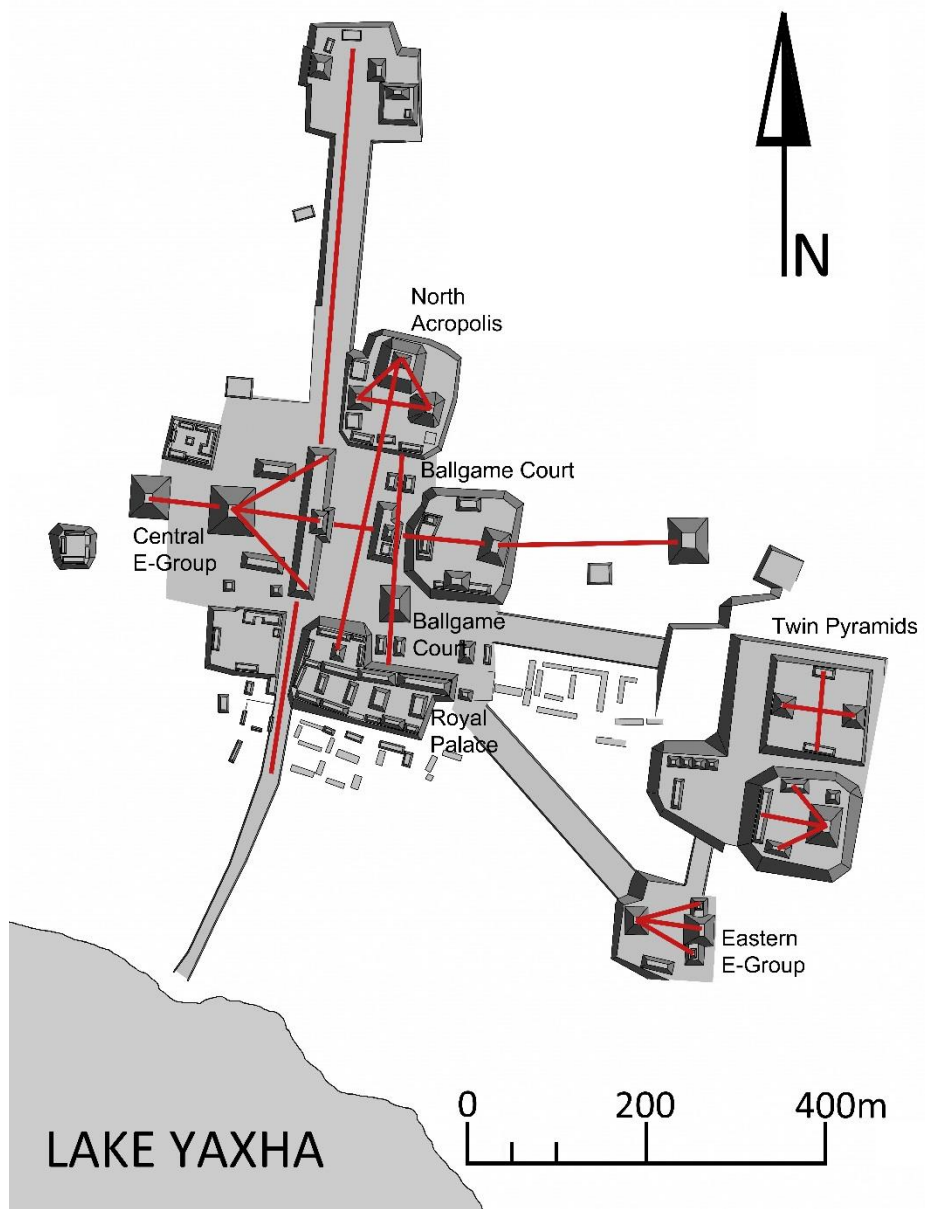 N
North
Acropolis
Ballgame Court
Central
E-Group
Ballgame
Court
Twin Pyramids
Royal
Palace
Eastern
E-Group
0 200 400m
LAKE YAXHA